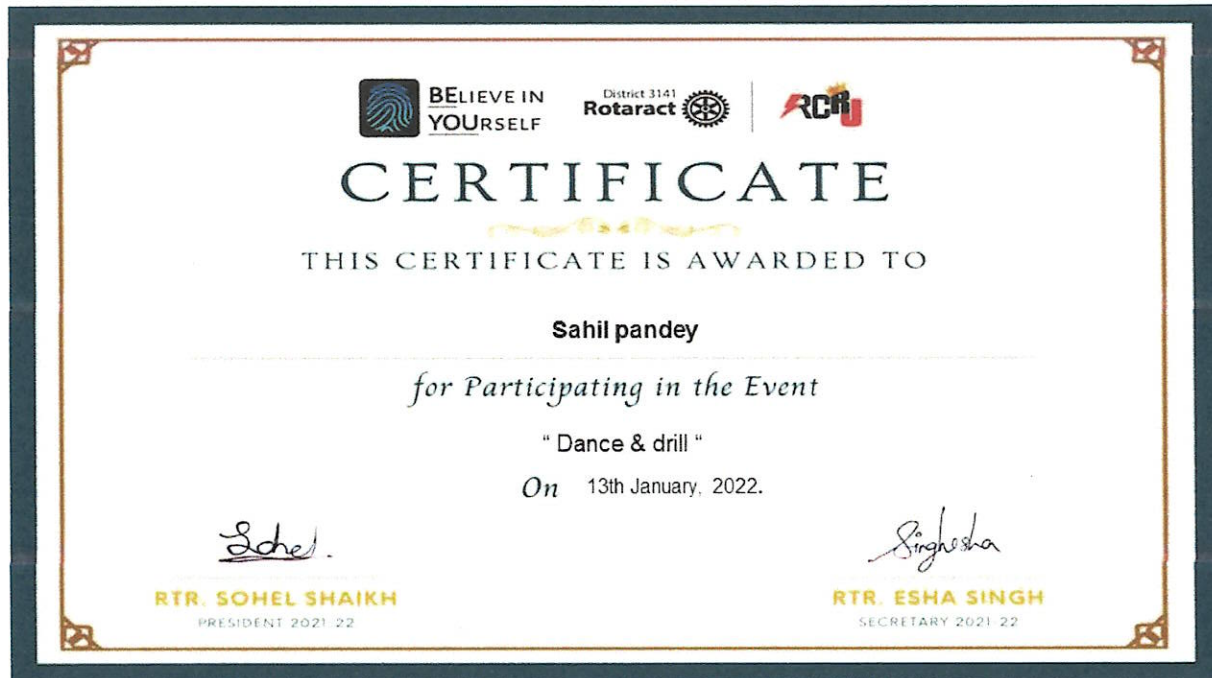 BELIEVE IN
YOURSELF
District 3141
Rotaract
RCRU
CERTIFICATE
THIS CERTIFICATE IS AWARDED TO
Sahil pandey
for Participating in the Event
“ Dance & drill “
On 13th January, 2022.
Sohel.
Singhesha
RTR. SOHEL SHAIKH
PRESIDENT 2021-22
RTR. ESHA SINGH
SECRETARY 2021-22